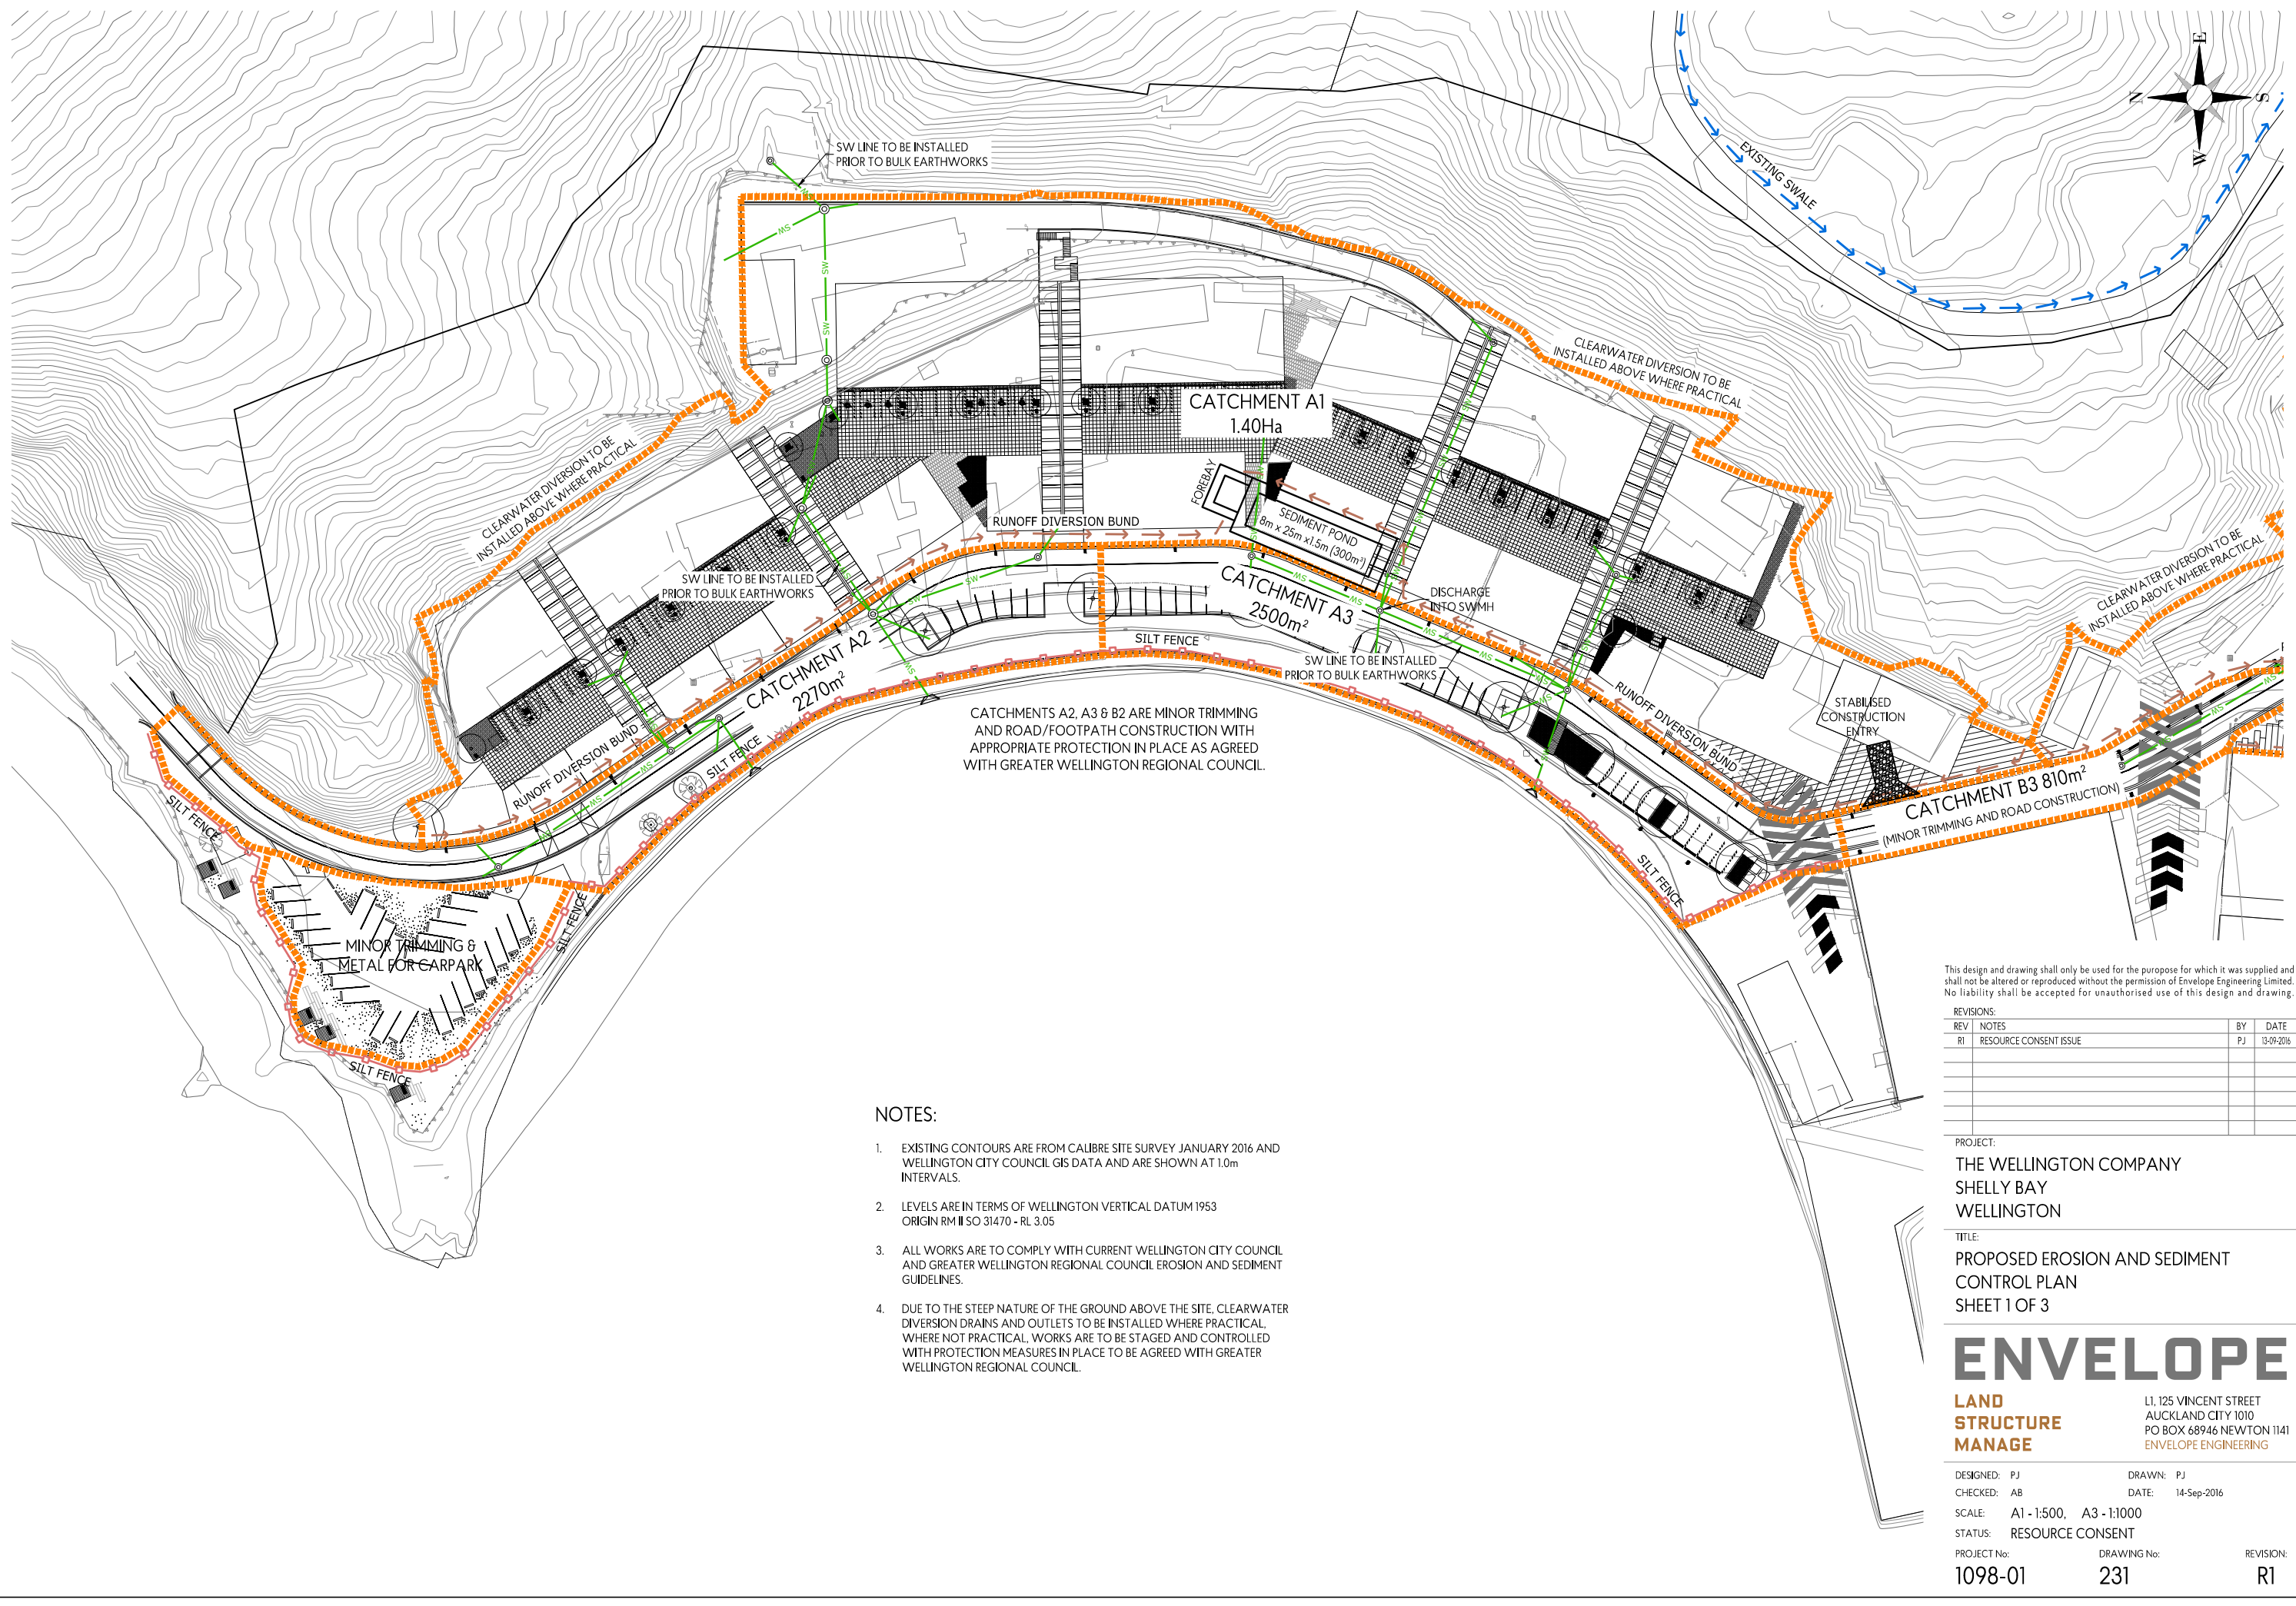 E
N
S
W
EXISTING SWALE
SW LINE TO BE INSTALLED
PRIOR TO BULK EARTHWORKS
SW
SW
SW
SW
CLEARWATER DIVERSION TO BE
INSTALLED ABOVE WHERE PRACTICAL
CLEARWATER DIVERSION TO BE
INSTALLED ABOVE WHERE PRACTICAL
CLEARWATER DIVERSION TO BE
INSTALLED ABOVE WHERE PRACTICAL
CATCHMENT A1
1.40Ha
FOREBAY
SEDIMENT POND
8m x 25m x1.5m (300m³)
RUNOFF DIVERSION BUND
SW LINE TO BE INSTALLED
PRIOR TO BULK EARTHWORKS
SW
SW
SW
CATCHMENT A3
2500m²
DISCHARGE
INTO SWMH
CATCHMENT A2
2270m²
SILT FENCE
SW LINE TO BE INSTALLED
PRIOR TO BULK EARTHWORKS
SW
SW
SW
SW
RUNOFF DIVERSION BUND
STABILISED
CONSTRUCTION
ENTRY
CATCHMENT B3 810m²
(MINOR TRIMMING AND ROAD CONSTRUCTION)
SW
SW
RUNOFF DIVERSION BUND
SW
SW
SILT FENCE
SILT FENCE
SILT FENCE
SILT FENCE
SILT FENCE
MINOR TRIMMING &
METAL FOR CARPARK
CATCHMENTS A2, A3 & B2 ARE MINOR TRIMMING
AND ROAD/FOOTPATH CONSTRUCTION WITH
APPROPRIATE PROTECTION IN PLACE AS AGREED
WITH GREATER WELLINGTON REGIONAL COUNCIL.
NOTES:
1. EXISTING CONTOURS ARE FROM CALIBRE SITE SURVEY JANUARY 2016 AND
WELLINGTON CITY COUNCIL GIS DATA AND ARE SHOWN AT 1.0m
INTERVALS.
2. LEVELS ARE IN TERMS OF WELLINGTON VERTICAL DATUM 1953
ORIGIN RM II SO 31470 - RL 3.05
3. ALL WORKS ARE TO COMPLY WITH CURRENT WELLINGTON CITY COUNCIL
AND GREATER WELLINGTON REGIONAL COUNCIL EROSION AND SEDIMENT
GUIDELINES.
4. DUE TO THE STEEP NATURE OF THE GROUND ABOVE THE SITE, CLEARWATER
DIVERSION DRAINS AND OUTLETS TO BE INSTALLED WHERE PRACTICAL,
WHERE NOT PRACTICAL, WORKS ARE TO BE STAGED AND CONTROLLED
WITH PROTECTION MEASURES IN PLACE TO BE AGREED WITH GREATER
WELLINGTON REGIONAL COUNCIL.
This design and drawing shall only be used for the puropose for which it was supplied and
shall not be altered or reproduced without the permission of Envelope Engineering Limited.
No liability shall be accepted for unauthorised use of this design and drawing.
REVISIONS:
REV NOTES BY DATE
R1 RESOURCE CONSENT ISSUE PJ 13-09-2016
PROJECT:
THE WELLINGTON COMPANY
SHELLY BAY
WELLINGTON
TITLE:
PROPOSED EROSION AND SEDIMENT
CONTROL PLAN
SHEET 1 OF 3
ENVELOPE
LAND
STRUCTURE
MANAGE
L1, 125 VINCENT STREET
AUCKLAND CITY 1010
PO BOX 68946 NEWTON 1141
ENVELOPE ENGINEERING
DESIGNED: PJ DRAWN: PJ
CHECKED: AB DATE: 14-Sep-2016
SCALE: A1 - 1:500, A3 - 1:1000
STATUS: RESOURCE CONSENT
PROJECT No: DRAWING No: REVISION:
1098-01 231 R1